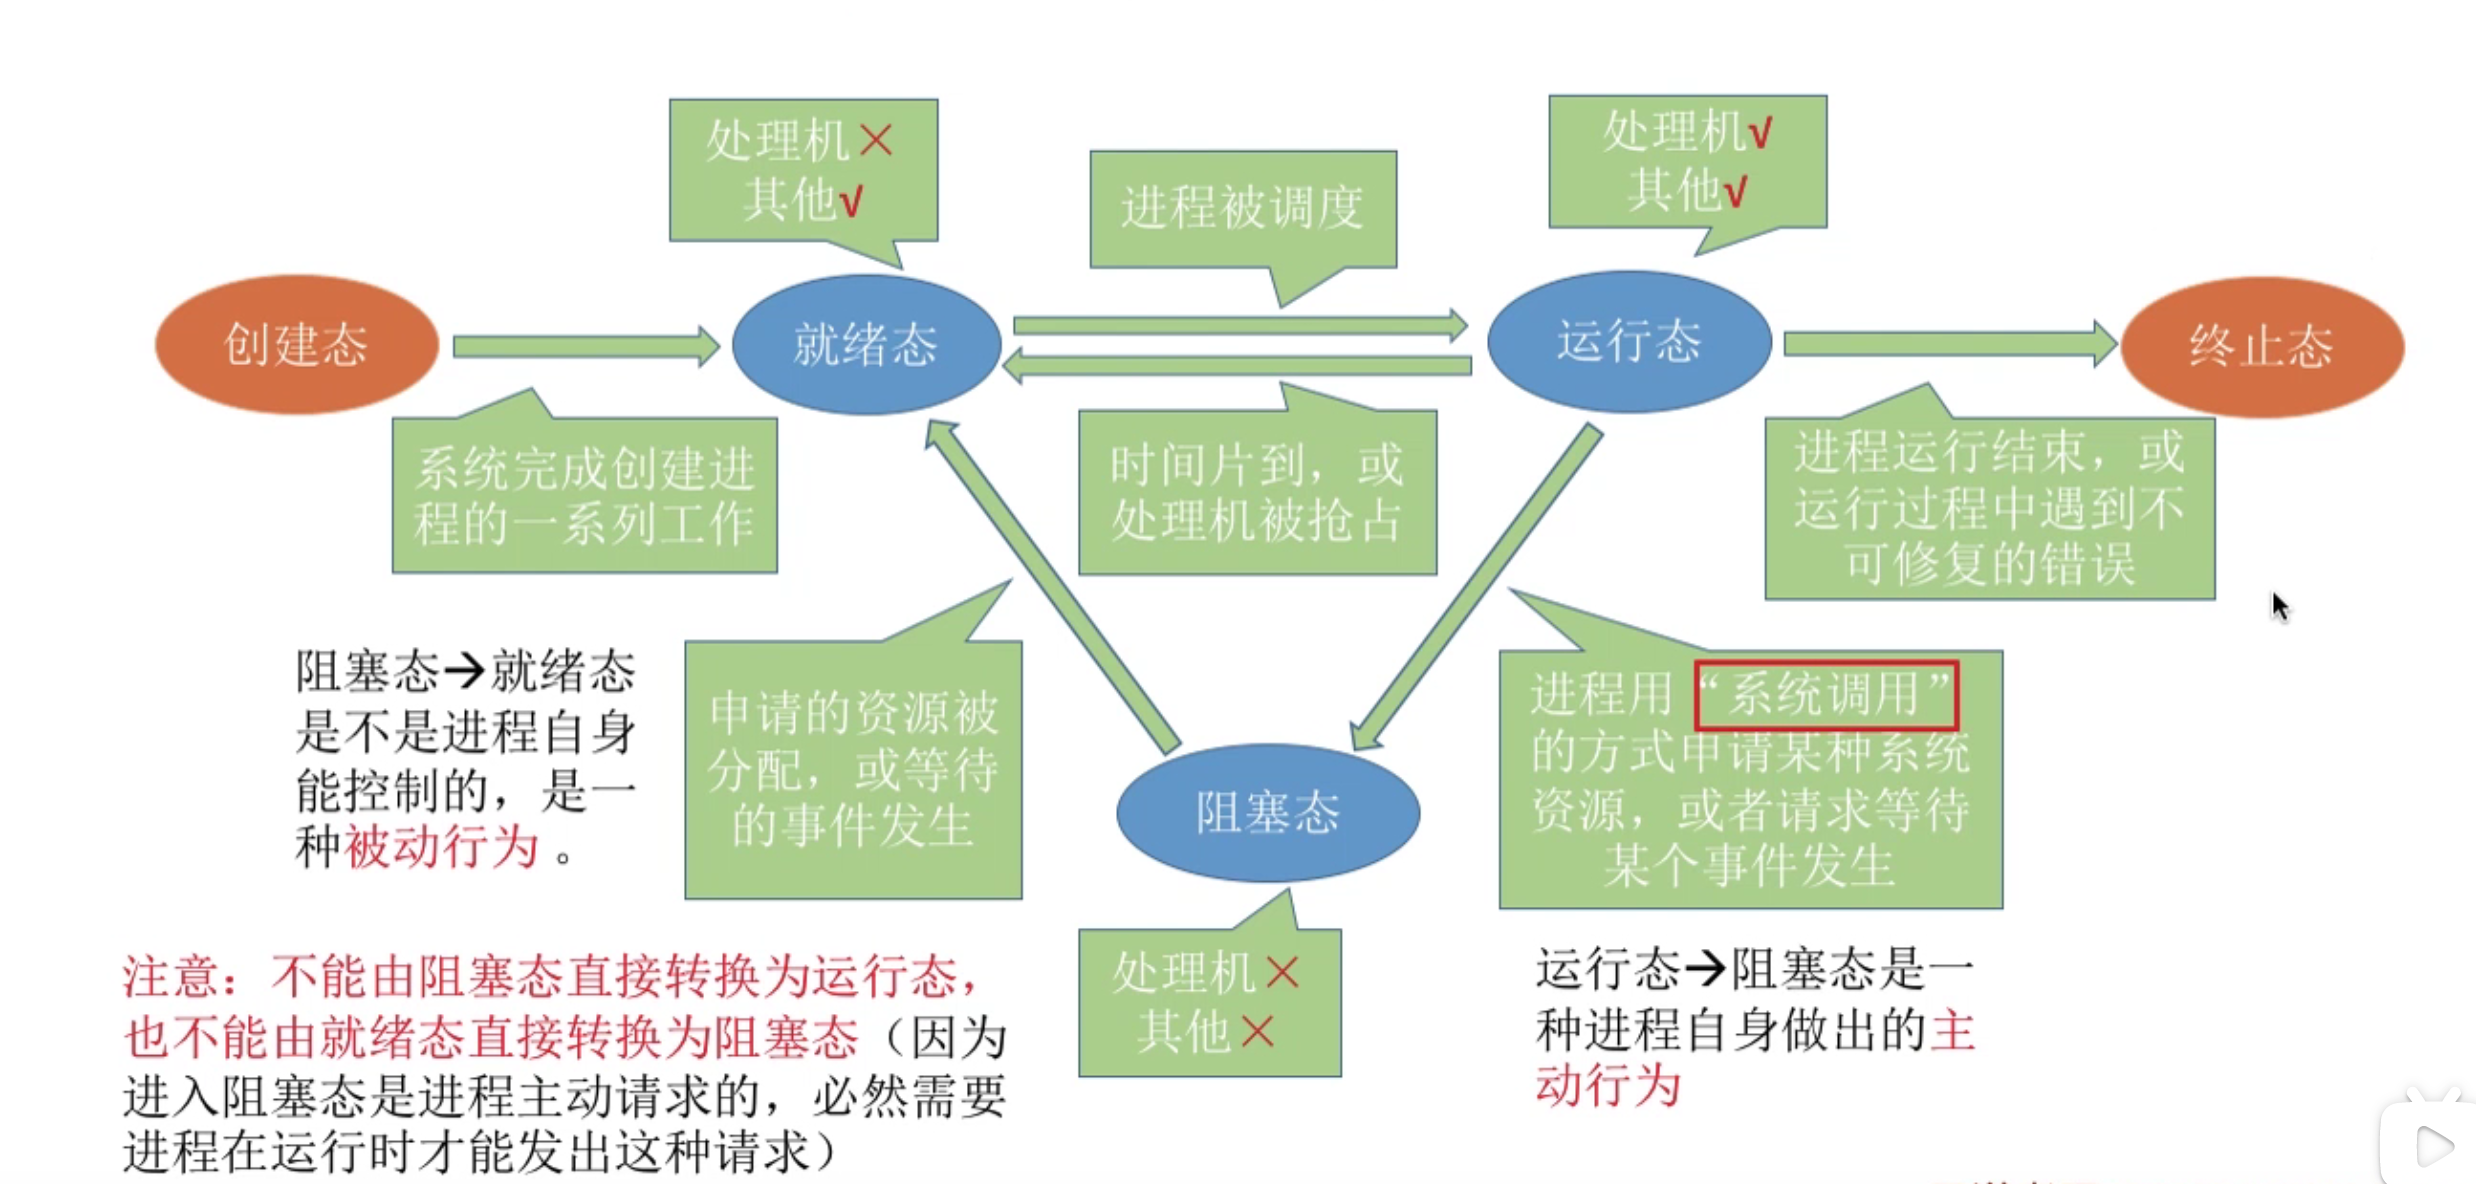 处理机×
其他√
进程被调度
处理机√
其他√
创建态
就绪态
运行态
终止态
系统完成创建进
程的一系列工作
时间片到，或
处理机被抢占
进程运行结束，或
运行过程中遇到不
可修复的错误
阻塞态→就绪态
是不是进程自身
能控制的，是一
种被动行为。
申请的资源被
分配，或等待
的事件发生
阻塞态
进程用“系统调用”
的方式申请某种系统
资源，或者请求等待
某个事件发生
处理机×
其他×
注意：不能由阻塞态直接转换为运行态，
也不能由就绪态直接转换为阻塞态（因为
进入阻塞态是进程主动请求的，必然需要
进程在运行时才能发出这种请求）
运行态→阻塞态是一
种进程自身做出的主
动行为